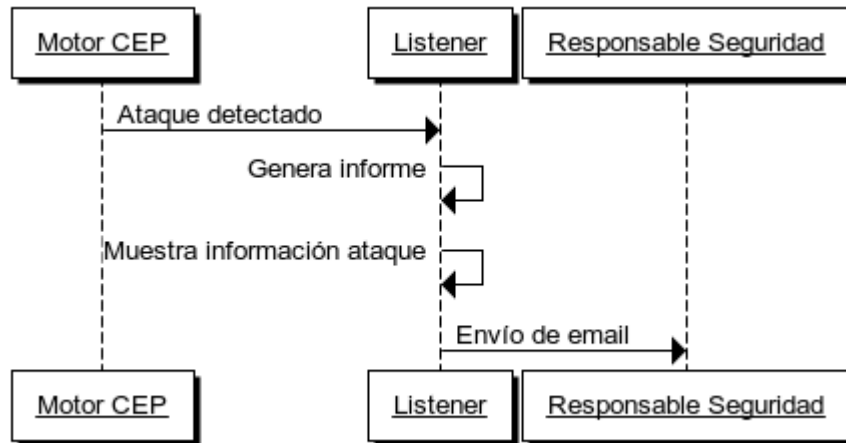 Motor CEP
Listener
Responsable Seguridad
Ataque detectado
Genera informe
Muestra información ataque
Envío de email
Motor CEP
Listener
Responsable Seguridad